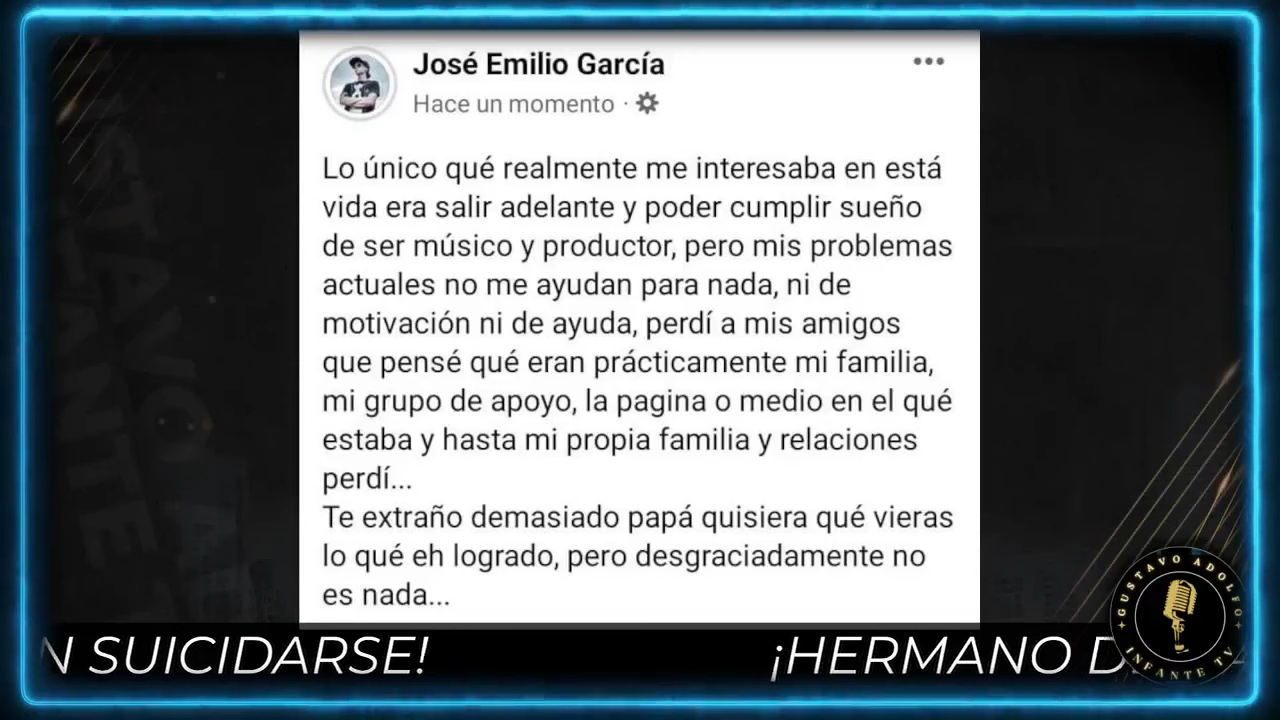 José Emilio García
Hace un momento ·
Lo único qué realmente me interesaba en está
vida era salir adelante y poder cumplir sueño
de ser músico y productor, pero mis problemas
actuales no me ayudan para nada, ni de
motivación ni de ayuda, perdí a mis amigos
que pensé qué eran prácticamente mi familia,
mi grupo de apoyo, la pagina o medio en el qué
estaba y hasta mi propia familia y relaciones
perdí...
Te extraño demasiado papá quisiera qué vieras
lo qué eh logrado, pero desgraciadamente no
es nada...
N SUICIDARSE! ¡HERMANO D
GUSTAVO ADOLFO
INFANTE TV